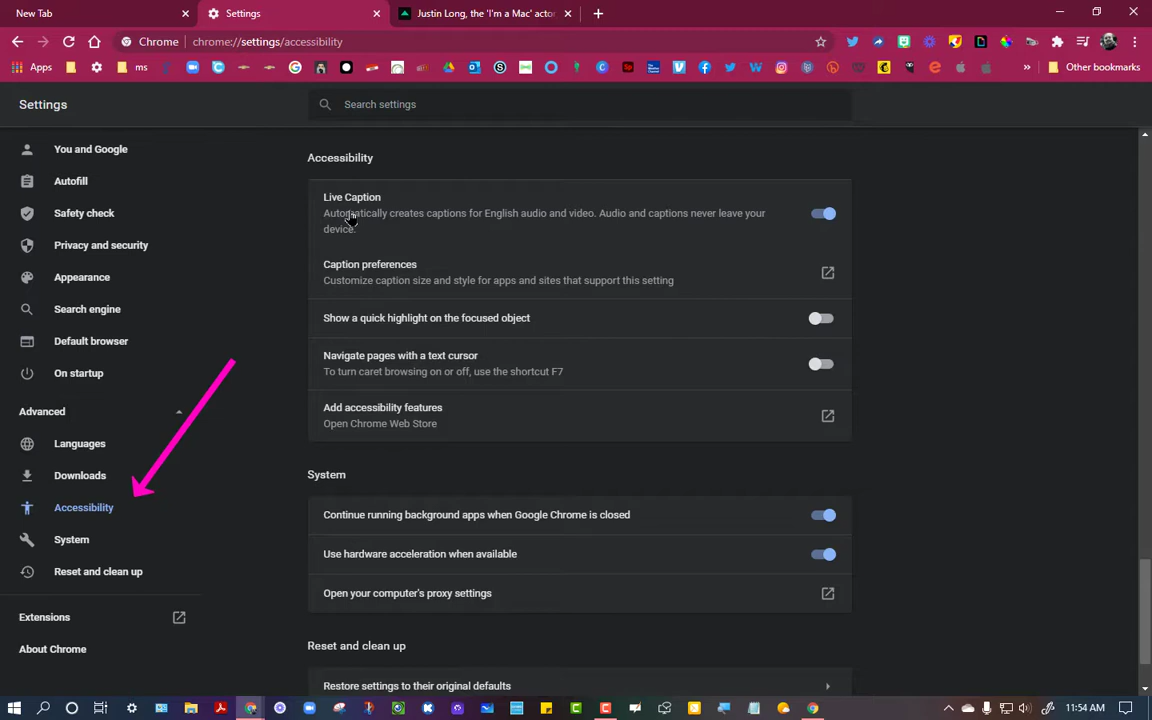 New Tab
Settings
Justin Long, the 'I'm a Mac' actor
Chrome
chrome://settings/accessibility
Apps
ms
Other bookmarks
Settings
Search settings
You and Google
Autofill
Safety check
Privacy and security
Appearance
Search engine
Default browser
On startup
Advanced
Languages
Downloads
Accessibility
System
Reset and clean up
Extensions
About Chrome
Accessibility
Live Caption
Automatically creates captions for English audio and video. Audio and captions never leave your
device.
Caption preferences
Customize caption size and style for apps and sites that support this setting
Show a quick highlight on the focused object
Navigate pages with a text cursor
To turn caret browsing on or off, use the shortcut F7
Add accessibility features
Open Chrome Web Store
System
Continue running background apps when Google Chrome is closed
Use hardware acceleration when available
Open your computer's proxy settings
Reset and clean up
Restore settings to their original defaults
11:54 AM